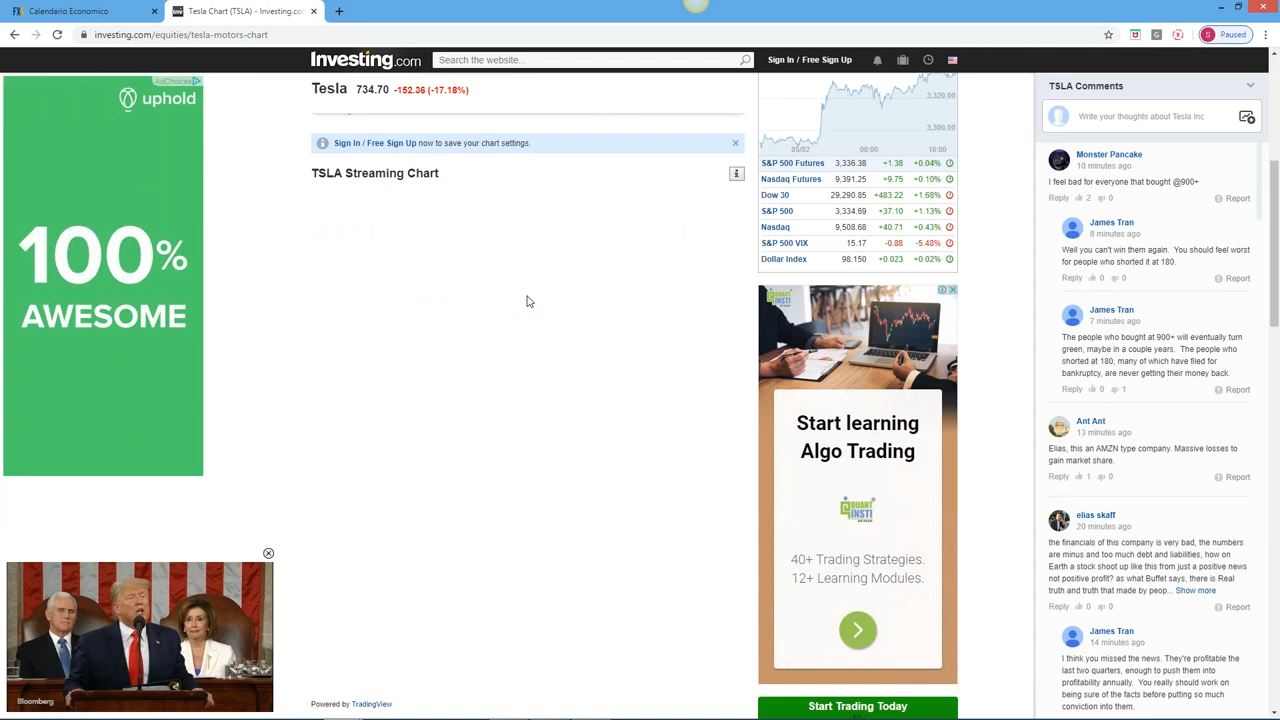 Calendario Economico
Tesla Chart (TSLA) - Investing.co
investing.com/equities/tesla-motors-chart
Paused
Investing.com
Search the website...
Sign In / Free Sign Up
Tesla 734.70 -152.36 (-17.18%)
AdChoices
uphold
100%
AWESOME
Bloomberg
Sign In / Free Sign Up now to save your chart settings.
TSLA Streaming Chart
Powered by TradingView
3,320.00
3,300.00
05/02 08:00 16:00
S&P 500 Futures 3,336.38 +1.38 +0.04%
Nasdaq Futures 9,391.25 +9.75 +0.10%
Dow 30 29,290.85 +483.22 +1.68%
S&P 500 3,334.69 +37.10 +1.13%
Nasdaq 9,508.68 +40.71 +0.43%
S&P 500 VIX 15.17 -0.88 -5.48%
Dollar Index 98.150 +0.023 +0.02%
QUANT
INSTI
Start learning
Algo Trading
QUANT
INSTI
40+ Trading Strategies.
12+ Learning Modules.
Start Trading Today
TSLA Comments
Write your thoughts about Tesla Inc
Monster Pancake
10 minutes ago
I feel bad for everyone that bought @900+
Reply 2 0 Report
James Tran
8 minutes ago
Well you can't win them again. You should feel worst
for people who shorted it at 180.
Reply 0 0 Report
James Tran
7 minutes ago
The people who bought at 900+ will eventually turn
green, maybe in a couple years. The people who
shorted at 180, many of which have filed for
bankruptcy, are never getting their money back.
Reply 0 1 Report
Ant Ant
13 minutes ago
Elias, this an AMZN type company. Massive losses to
gain market share.
Reply 1 0 Report
elias skaff
20 minutes ago
the financials of this company is very bad, the numbers
are minus and too much debt and liabilities, how on
Earth a stock shoot up like this from just a positive news
not positive profit? as what Buffet says, there is Real
truth and truth that made by peop... Show more
Reply 0 0 Report
James Tran
14 minutes ago
I think you missed the news. They're profitable the
last two quarters, enough to push them into
profitability annually. You really should work on
being sure of the facts before putting so much
conviction into them.